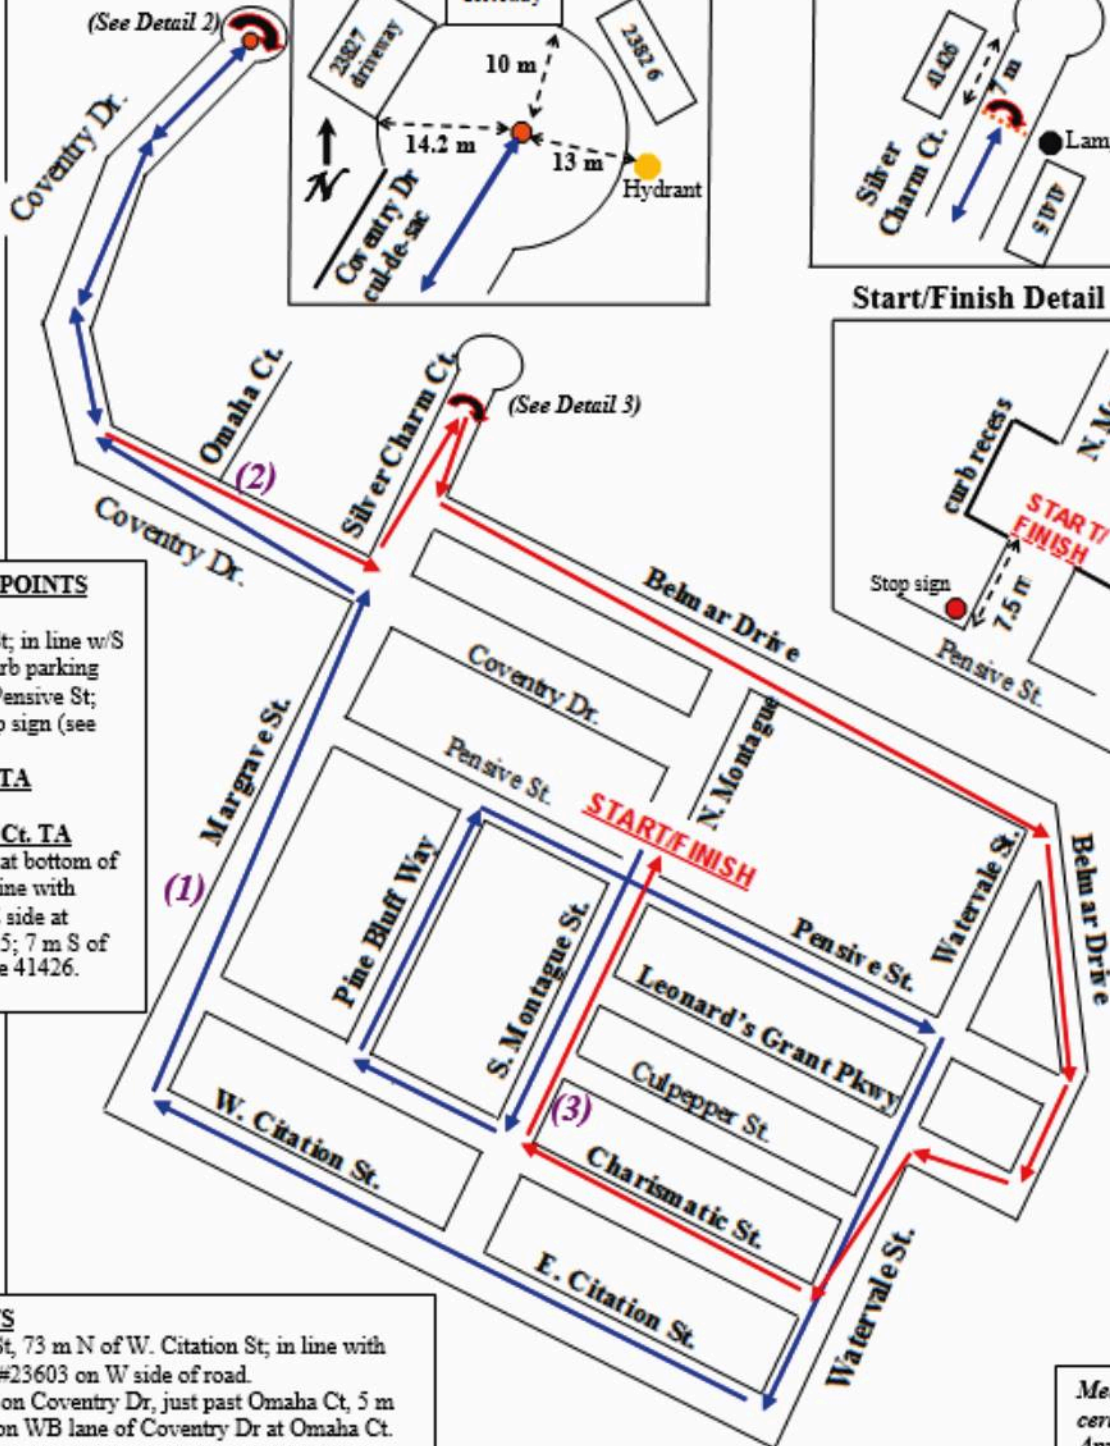 (See Detail 2)
Coventry Dr.
23827
driveway
23826
10 m
14.2 m
13 m
Hydrant
N
Coventry Dr
cul-de-sac
41426
7 m
Silver
Charm Ct.
41415
Start/Finish Detail
curb recess
START/
FINISH
Stop sign
7.5 m
Pensive St.
Omaha Ct.
Silver Charm Ct.
(See Detail 3)
(2)
Coventry Dr.
Belmar Drive
Coventry Dr.
Pensive St.
N. Montague
START/FINISH
Margrave St.
(1)
Pine Bluff Way
S. Montague St.
Watervale St.
Belmar Drive
Pensive St.
Leonard's Grant Pkwy
Culpepper St.
(3)
Charismatic St.
W. Citation St.
E. Citation St.
Watervale St.
POINTS
St; in line w/S
Pensive St;
sign (see
TA
Ct. TA
at bottom of
with
side at
5; 7 m S of
41426.
St, 73 m N of W. Citation St; in line with
#23603 on W side of road.
on Coventry Dr, just past Omaha Ct, 5 m
on WB lane of Coventry Dr at Omaha Ct.